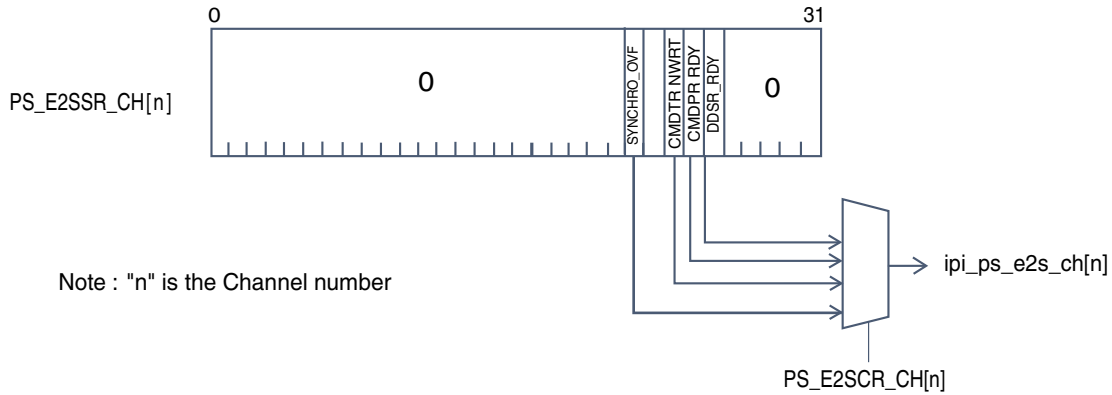 0 31
PS_E2SSR_CH[n]
0
SYNCHRO_OVF
CMDTR NWRT
CMDPR RDY
DDSR_RDY
0
Note : "n" is the Channel number
ipi_ps_e2s_ch[n]
PS_E2SCR_CH[n]